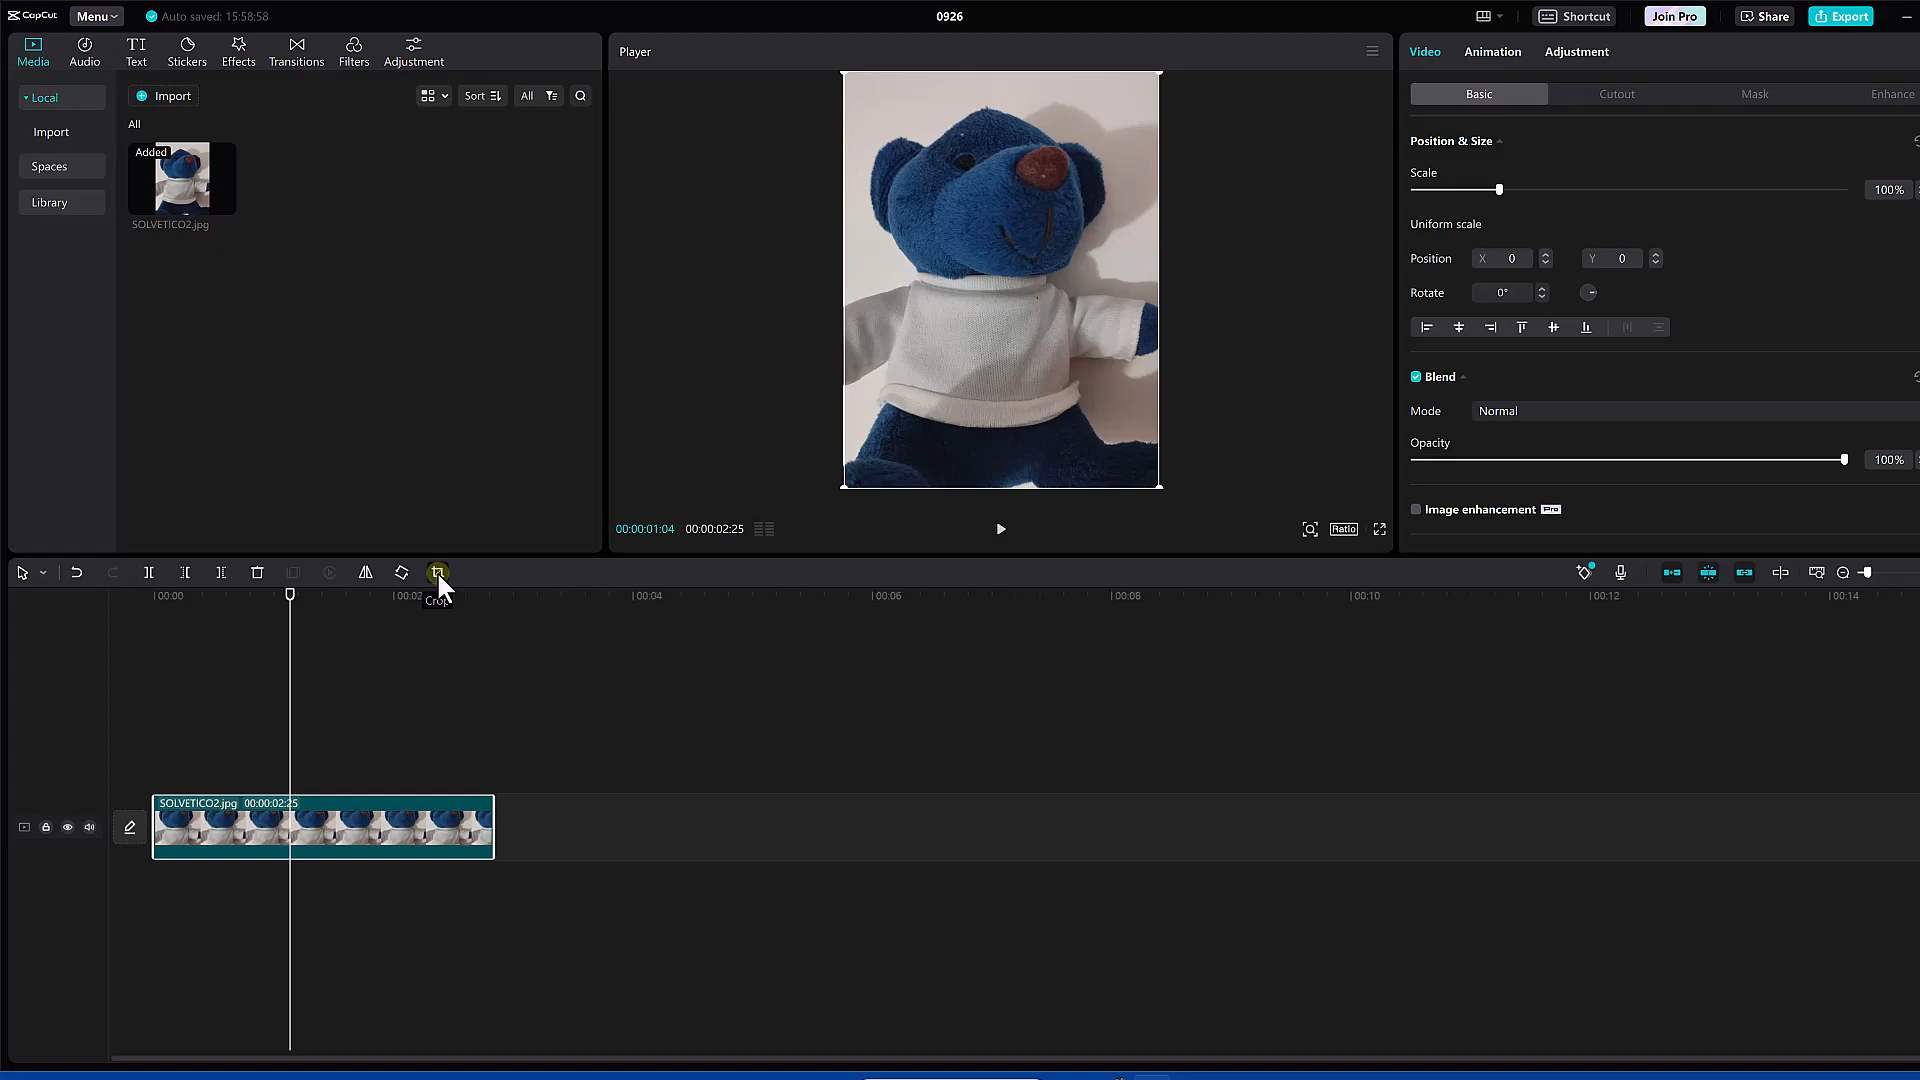 CapCut Menu Auto saved: 15:58:58 0926 Shortcut Join Pro Share Export
Media Audio Text Stickers Effects Transitions Filters Adjustment
Local
Import
Spaces
Library
Import Sort All
All
Added
SOLVETICO2.jpg
Player
00:00:01:04 00:00:02:25 Ratio
Video Animation Adjustment
Basic Cutout Mask Enhance
Position & Size
Scale
100%
Uniform scale
Position X 0 Y 0
Rotate 0°
Blend
Mode Normal
Opacity
100%
Image enhancement Pro
Crop
00:00 00:02 00:04 00:06 00:08 00:10 00:12 00:14
SOLVETICO2.jpg 00:00:02:25